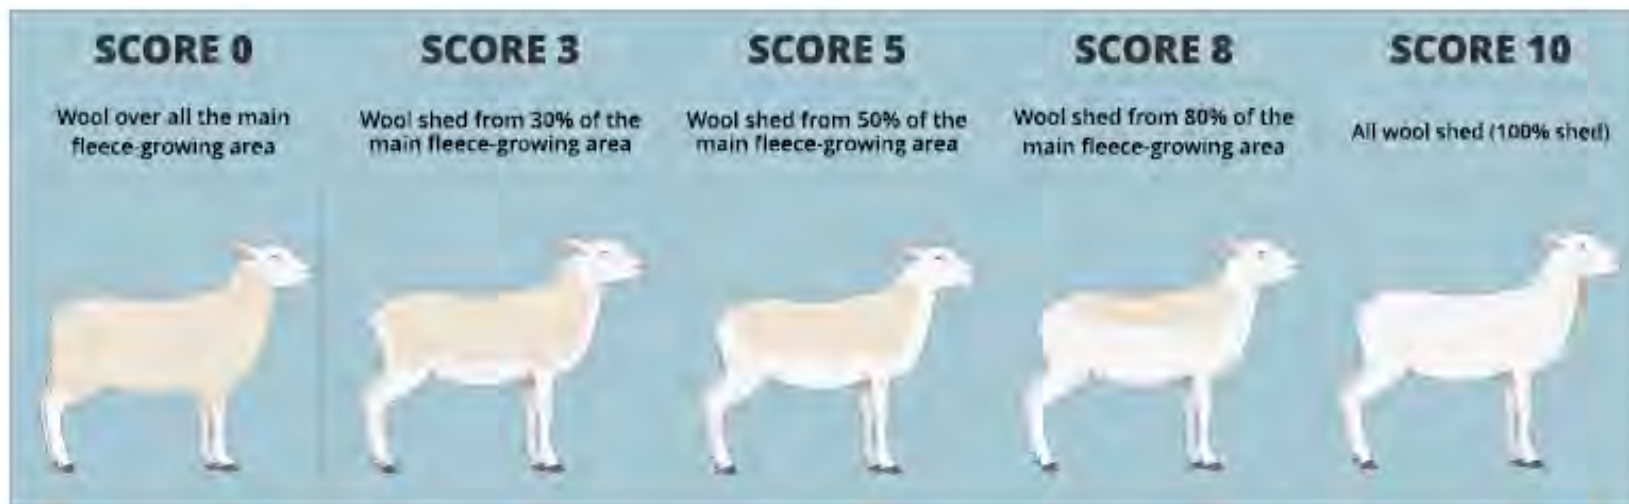 SCORE 0
Wool over all the main
fleece-growing area
SCORE 3
Wool shed from 30% of the
main fleece-growing area
SCORE 5
Wool shed from 50% of the
main fleece-growing area
SCORE 8
Wool shed from 80% of the
main fleece-growing area
SCORE 10
All wool shed (100% shed)